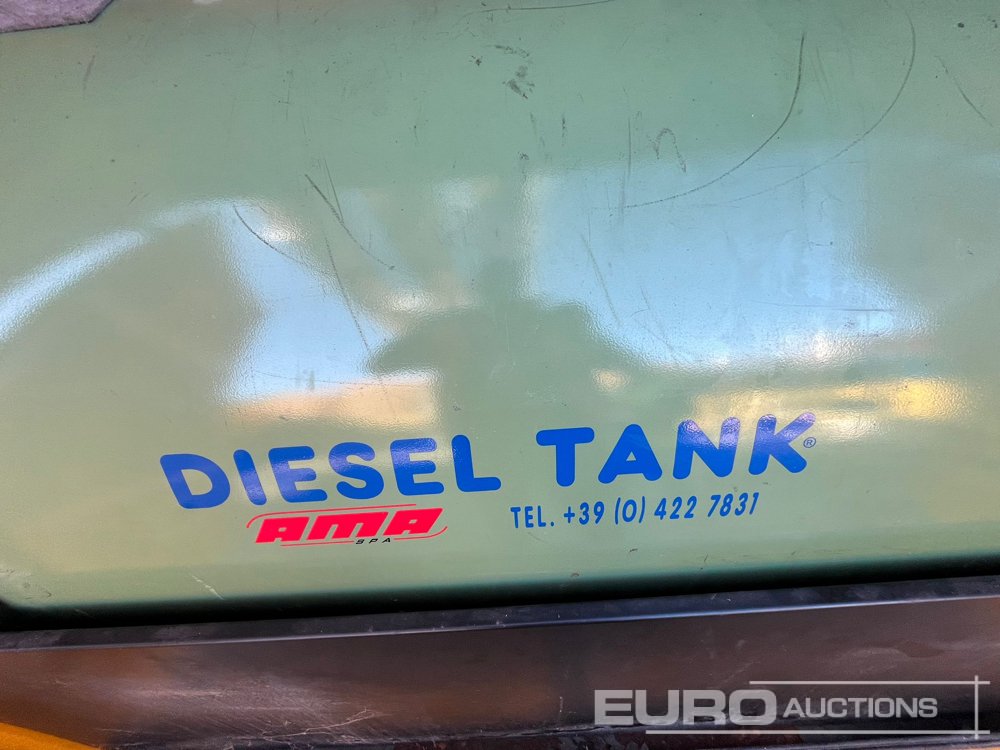 DIESEL TANK®
AMA
SPA
TEL. +39 (0) 422 7831
EURO AUCTIONS